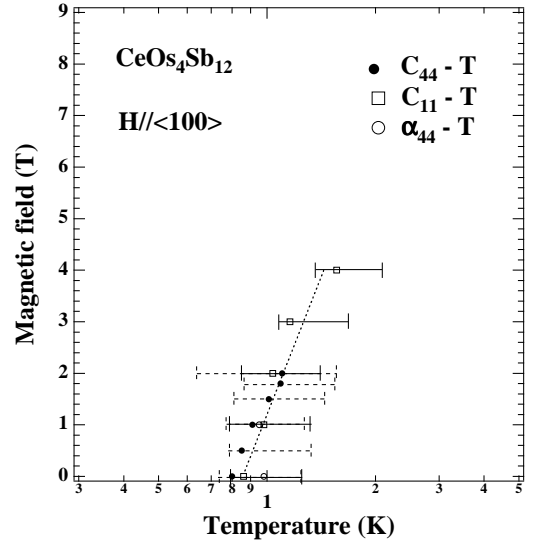 9
8
7
6
5
4
3
2
1
0
CeOs₄Sb₁₂
H//<100>
C₄₄ - T
C₁₁ - T
α₄₄ - T
Magnetic field (T)
3 4 5 6 7 8 9 1 2 3 4 5
Temperature (K)